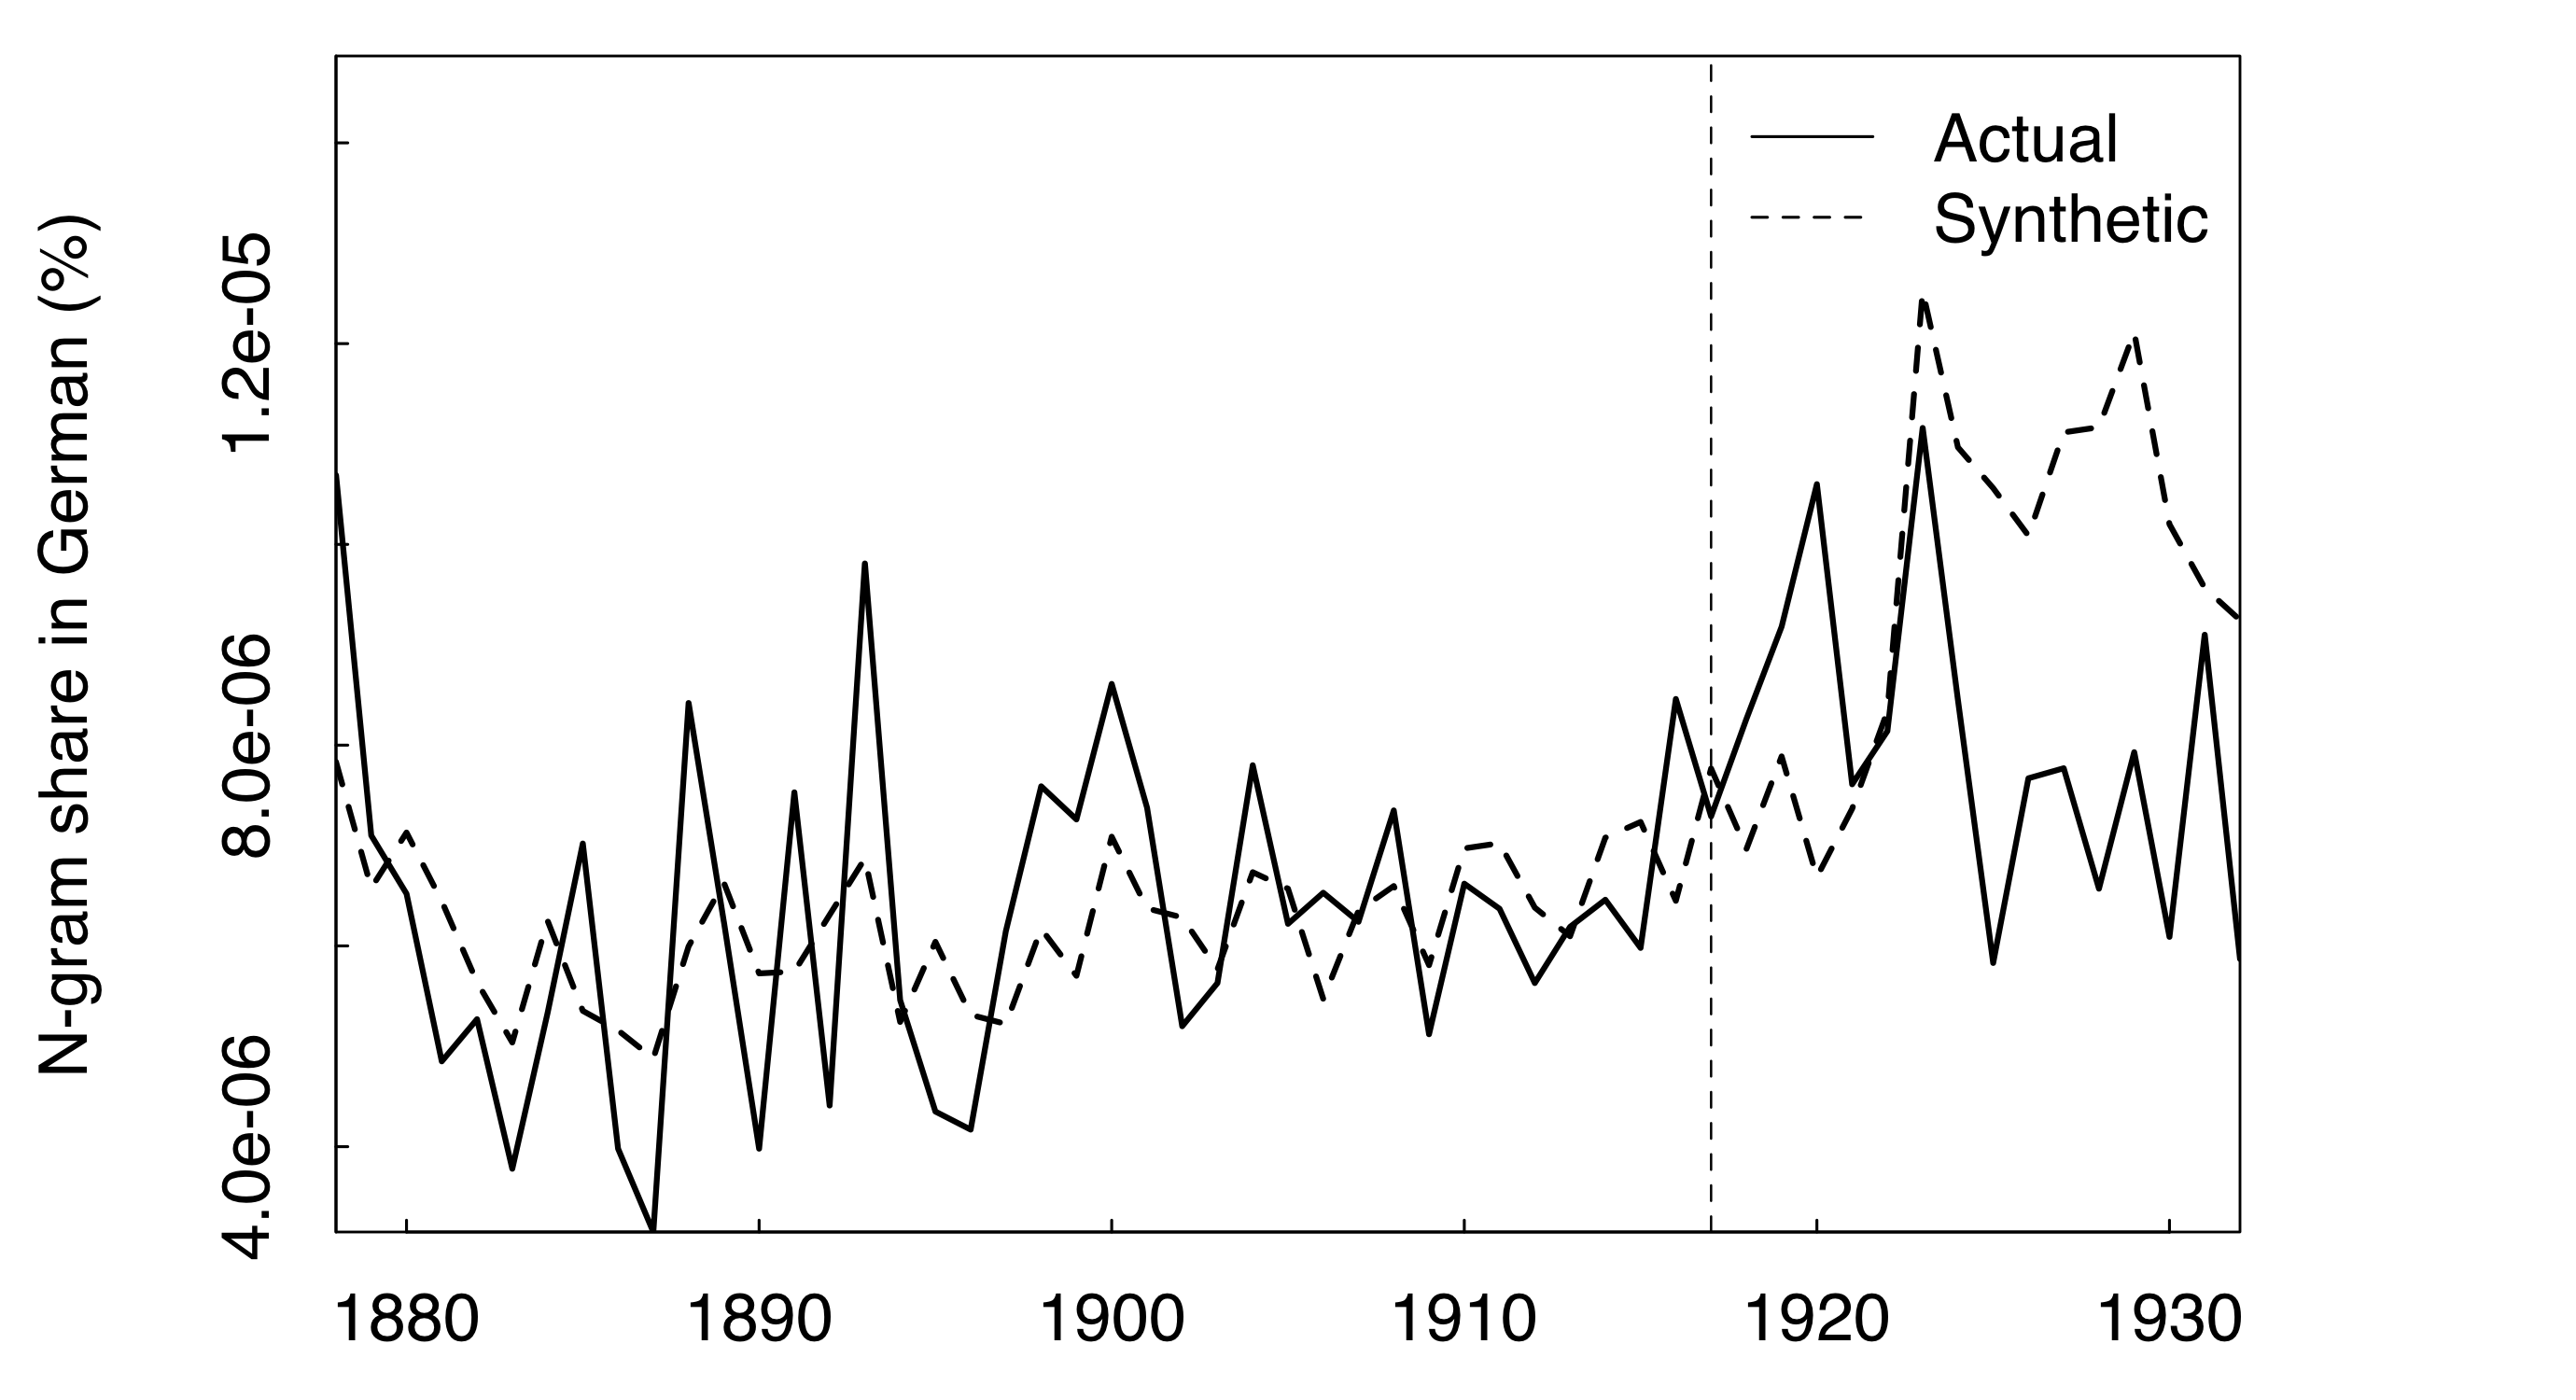 N-gram share in German (%)
1.2e-05
8.0e-06
4.0e-06
Actual
Synthetic
1880 1890 1900 1910 1920 1930